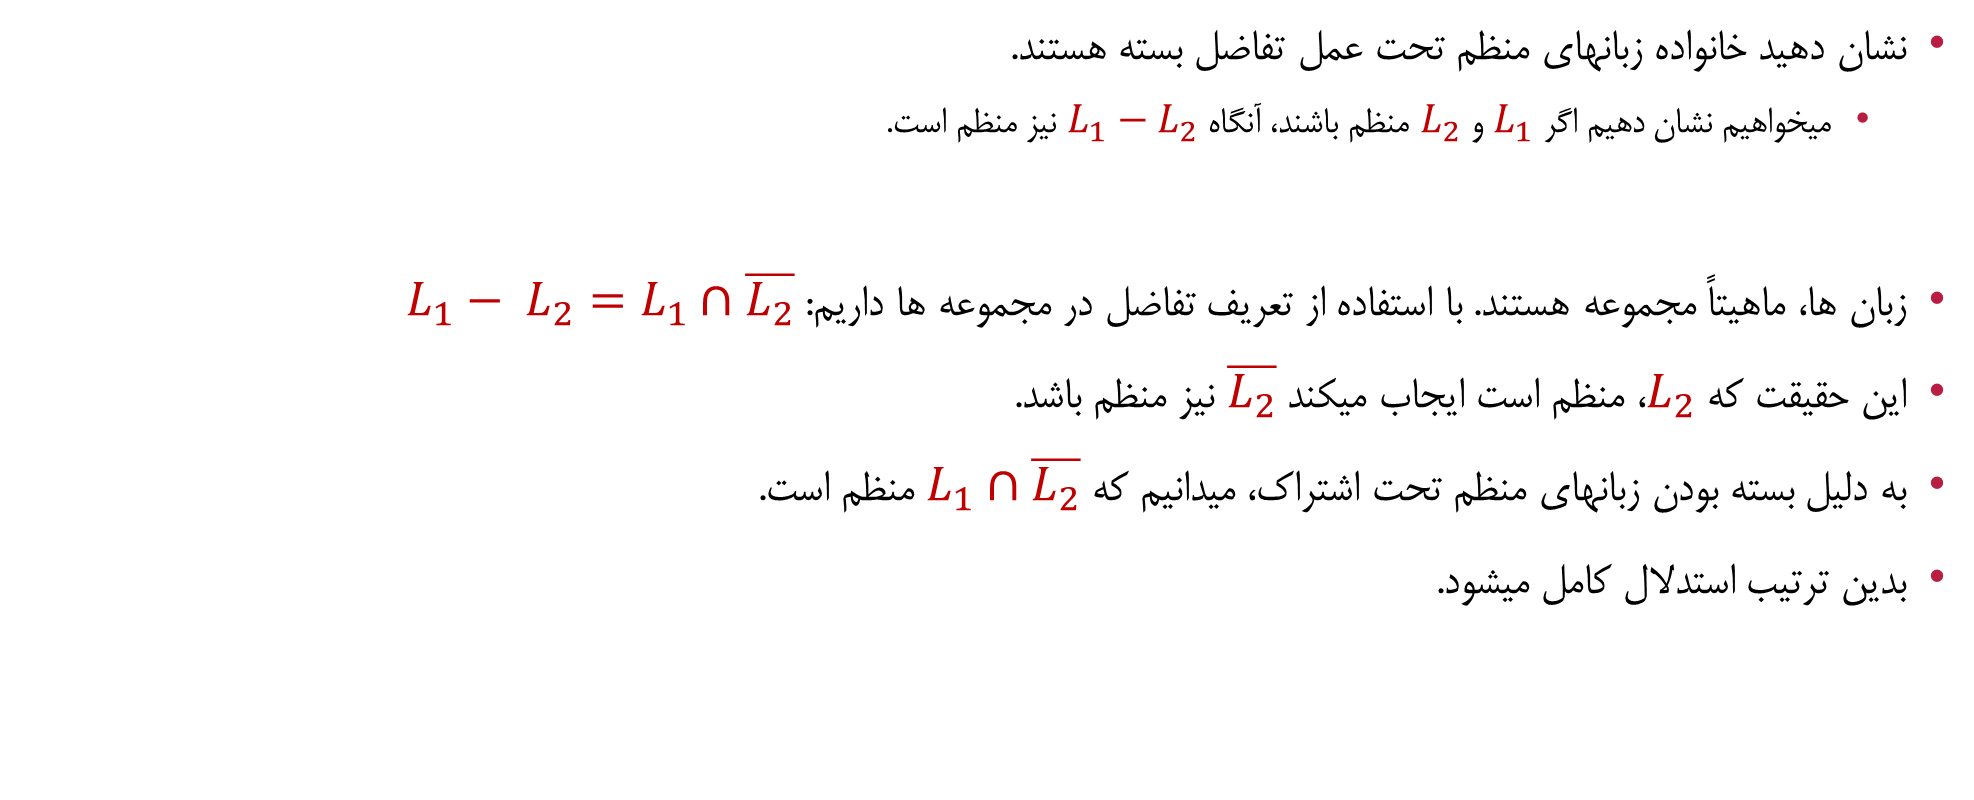 • نشان دهید خانواده زبانهای منظم تحت عمل تفاضل بسته هستند.
• میخواهیم نشان دهیم اگر L₁ و L₂ منظم باشند، آنگاه L₁ − L₂ نیز منظم است.
• زبان ها، ماهیتاً مجموعه هستند. با استفاده از تعریف تفاضل در مجموعه ها داریم: L₁ − L₂ = L₁ ∩ L̅₂
• این حقیقت که L₂، منظم است ایجاب میکند L̅₂ نیز منظم باشد.
• به دلیل بسته بودن زبانهای منظم تحت اشتراک، میدانیم که L₁ ∩ L̅₂ منظم است.
• بدین ترتیب استدلال کامل میشود.